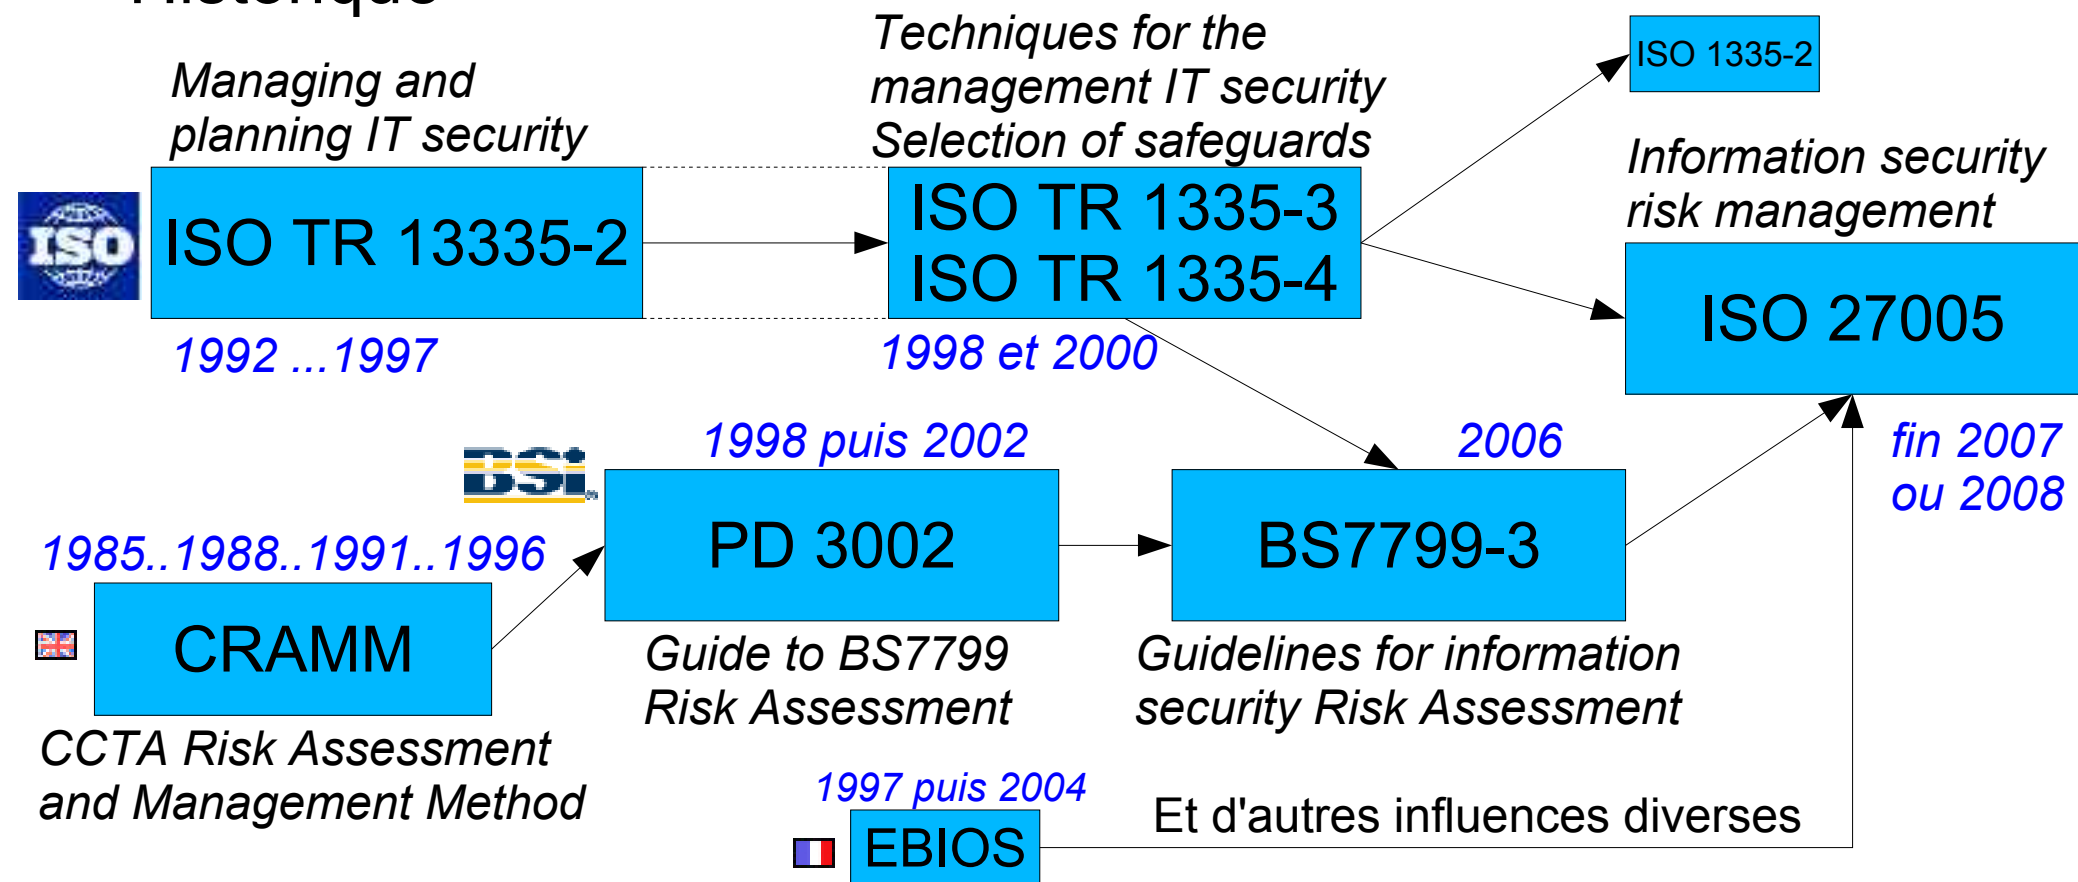 Historique
Managing and
planning IT security
Techniques for the
management IT security
Selection of safeguards
ISO 1335-2
Information security
risk management
ISO
ISO TR 13335-2
ISO TR 1335-3
ISO TR 1335-4
ISO 27005
1992 ...1997
1998 et 2000
1998 puis 2002
2006
fin 2007
ou 2008
BSi
1985..1988..1991..1996
PD 3002
BS7799-3
CRAMM
Guide to BS7799
Risk Assessment
Guidelines for information
security Risk Assessment
CCTA Risk Assessment
and Management Method
1997 puis 2004
Et d'autres influences diverses
EBIOS